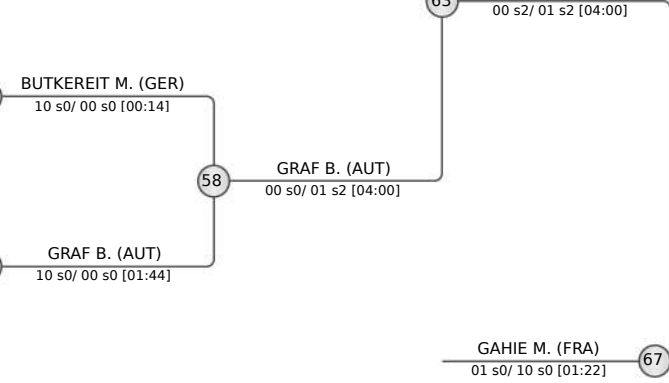 63
00 s2/ 01 s2 [04:00]
BUTKEREIT M. (GER)
10 s0/ 00 s0 [00:14]
58
GRAF B. (AUT)
00 s0/ 01 s2 [04:00]
GRAF B. (AUT)
10 s0/ 00 s0 [01:44]
GAHIE M. (FRA)
01 s0/ 10 s0 [01:22]
67